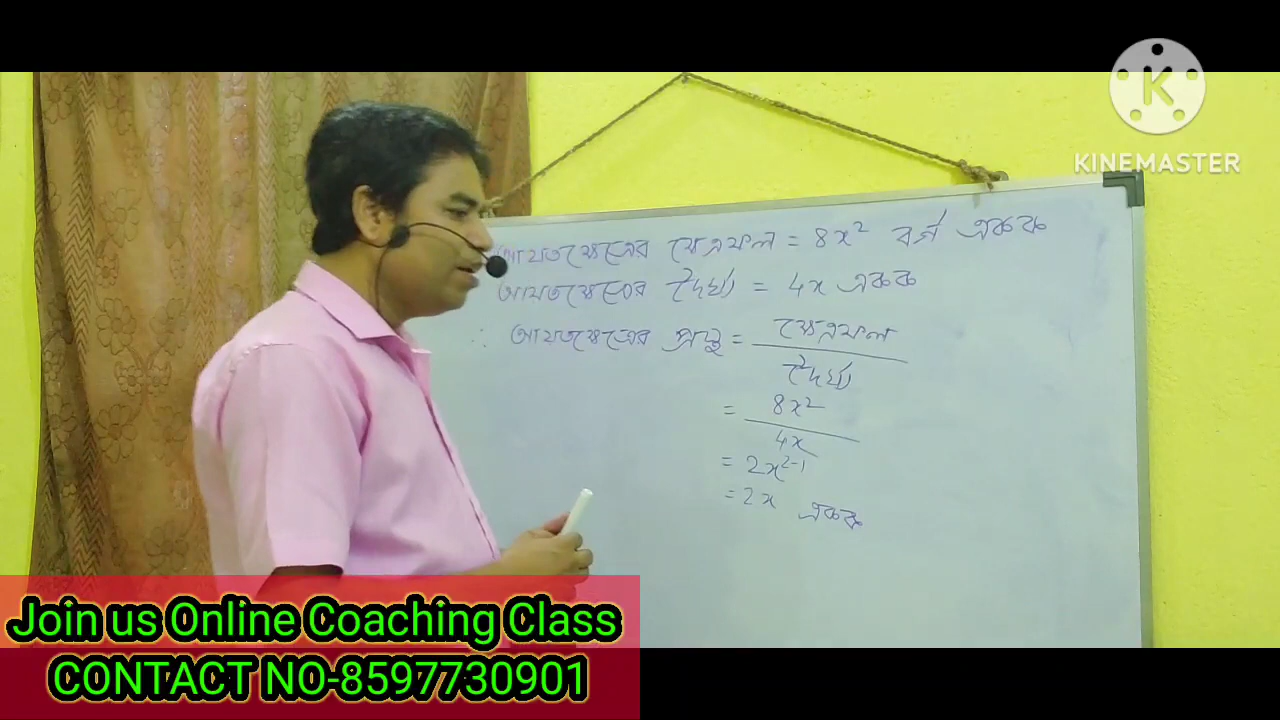 KINEMASTER
আয়তক্ষেত্রের ক্ষেত্রফল = 8x² বর্গ একক
আয়তক্ষেত্রের দৈর্ঘ্য = 4x একক
∴ আয়তক্ষেত্রের প্রস্থ = ক্ষেত্রফল
দৈর্ঘ্য
= 8x²
4x
= 2x²⁻¹
= 2x একক
Join us Online Coaching Class
CONTACT NO-8597730901